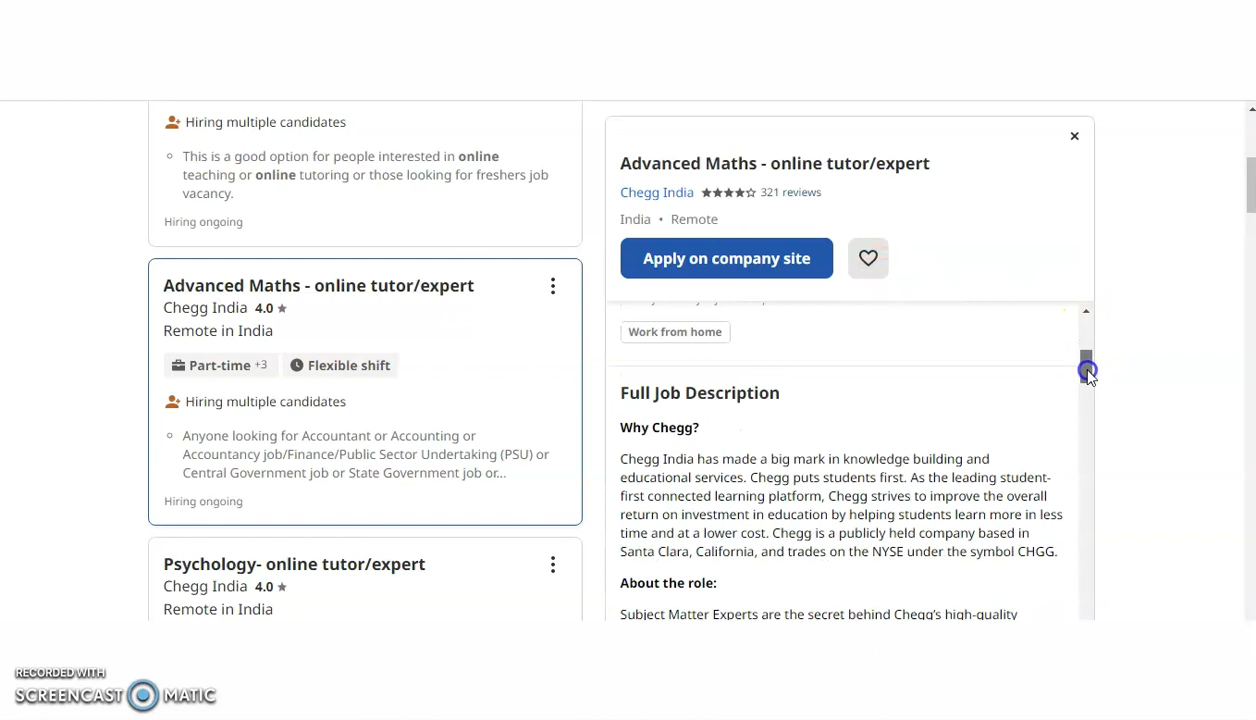 Hiring multiple candidates
This is a good option for people interested in online
teaching or online tutoring or those looking for freshers job
vacancy.
Hiring ongoing
Advanced Maths - online tutor/expert
Chegg India 4.0
Remote in India
Part-time +3 Flexible shift
Hiring multiple candidates
Anyone looking for Accountant or Accounting or
Accountancy job/Finance/Public Sector Undertaking (PSU) or
Central Government job or State Government job or...
Hiring ongoing
Psychology- online tutor/expert
Chegg India 4.0
Remote in India
Advanced Maths - online tutor/expert
Chegg India 321 reviews
India • Remote
Apply on company site
Work from home
Full Job Description
Why Chegg?
Chegg India has made a big mark in knowledge building and
educational services. Chegg puts students first. As the leading student-
first connected learning platform, Chegg strives to improve the overall
return on investment in education by helping students learn more in less
time and at a lower cost. Chegg is a publicly held company based in
Santa Clara, California, and trades on the NYSE under the symbol CHGG.
About the role:
Subject Matter Experts are the secret behind Chegg's high-quality
RECORDED WITH
SCREENCAST MATIC